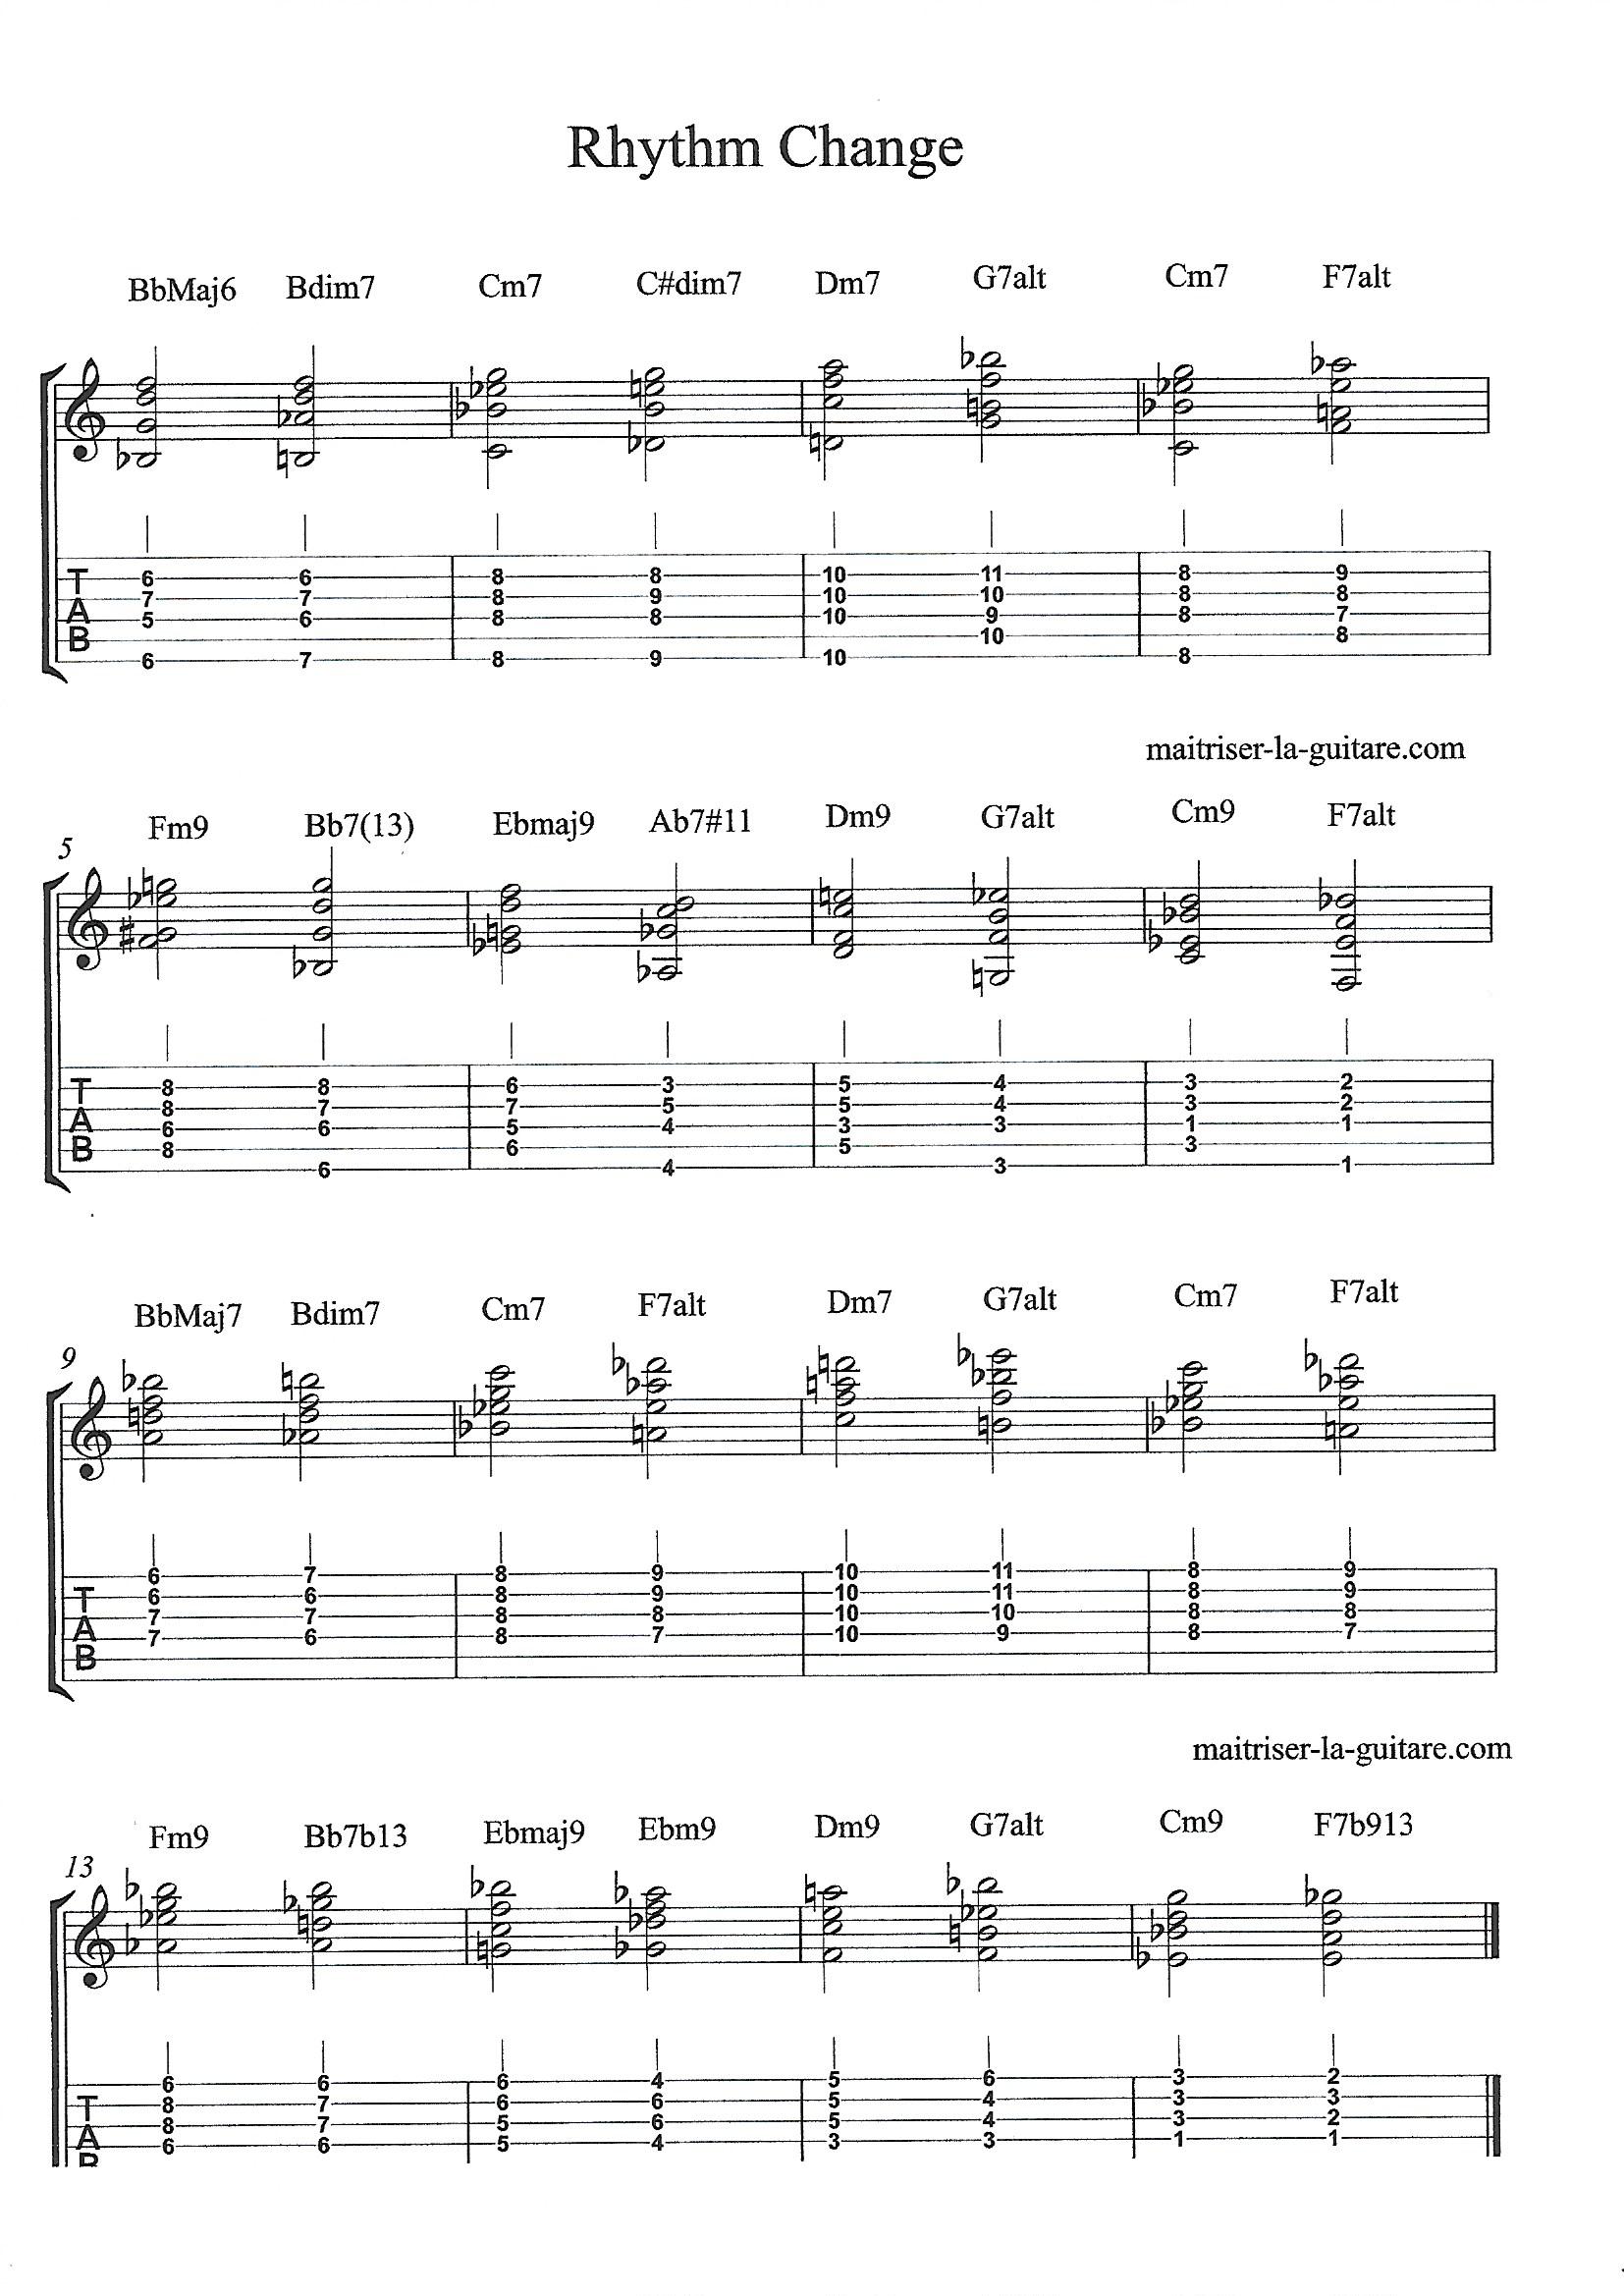 Rhythm Change
BbMaj6 Bdim7 Cm7 C#dim7 Dm7 G7alt Cm7 F7alt
T 6 6 8 8 10 11 8 9
7 7 8 9 10 10 8 8
A 5 6 8 8 10 9 8 7
B 10 8
6 7 8 9 10 8
maitriser-la-guitare.com
Fm9 Bb7(13) Ebmaj9 Ab7#11 Dm9 G7alt Cm9 F7alt
5
T 8 8 6 3 5 4 3 2
8 7 7 5 5 4 3 2
A 6 6 5 4 3 3 1 1
B 8 6 5 3
6 4 3 1
BbMaj7 Bdim7 Cm7 F7alt Dm7 G7alt Cm7 F7alt
9
6 7 8 9 10 11 8 9
T 6 6 8 9 10 11 8 9
7 7 8 8 10 10 8 8
A 7 6 8 7 10 9 8 7
B
maitriser-la-guitare.com
Fm9 Bb7b13 Ebmaj9 Ebm9 Dm9 G7alt Cm9 F7b913
13
6 6 6 4 5 6 3 2
T 8 7 6 6 5 4 3 3
8 7 5 6 5 4 3 2
A 6 6 5 4 3 3 1 1
B